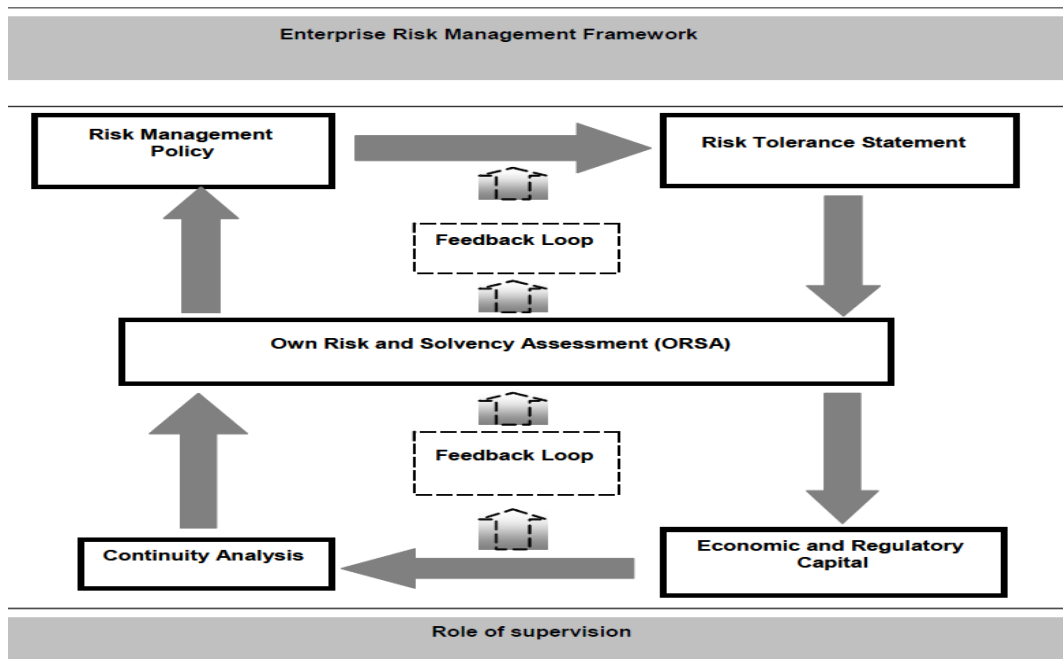 Enterprise Risk Management Framework
Risk Management
Policy
Risk Tolerance Statement
Feedback Loop
Own Risk and Solvency Assessment (ORSA)
Feedback Loop
Continuity Analysis
Economic and Regulatory
Capital
Role of supervision